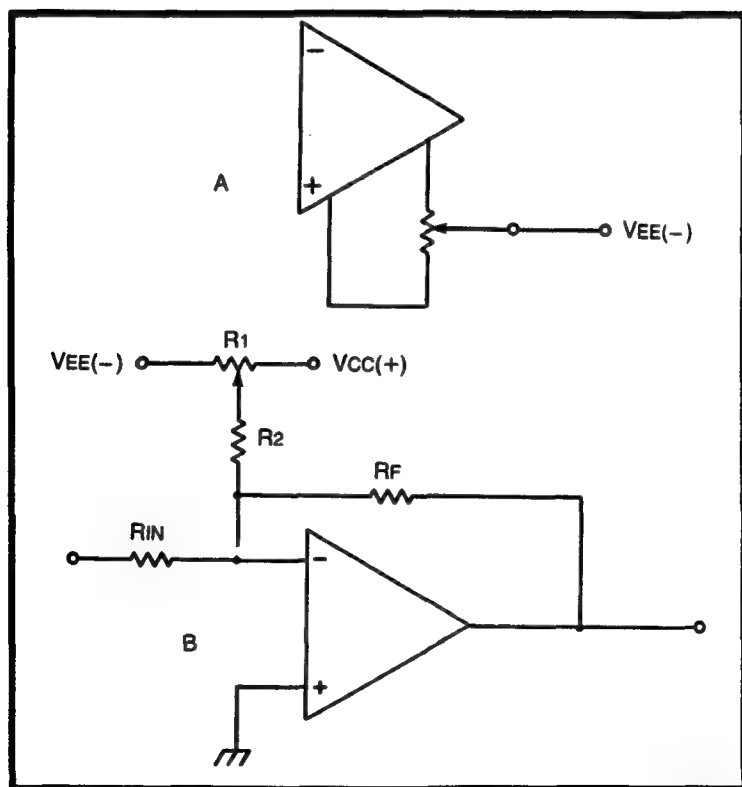 −
A
+
VEE(−)
R1
VEE(−)
VCC(+)
R2
RF
RIN
−
B
+